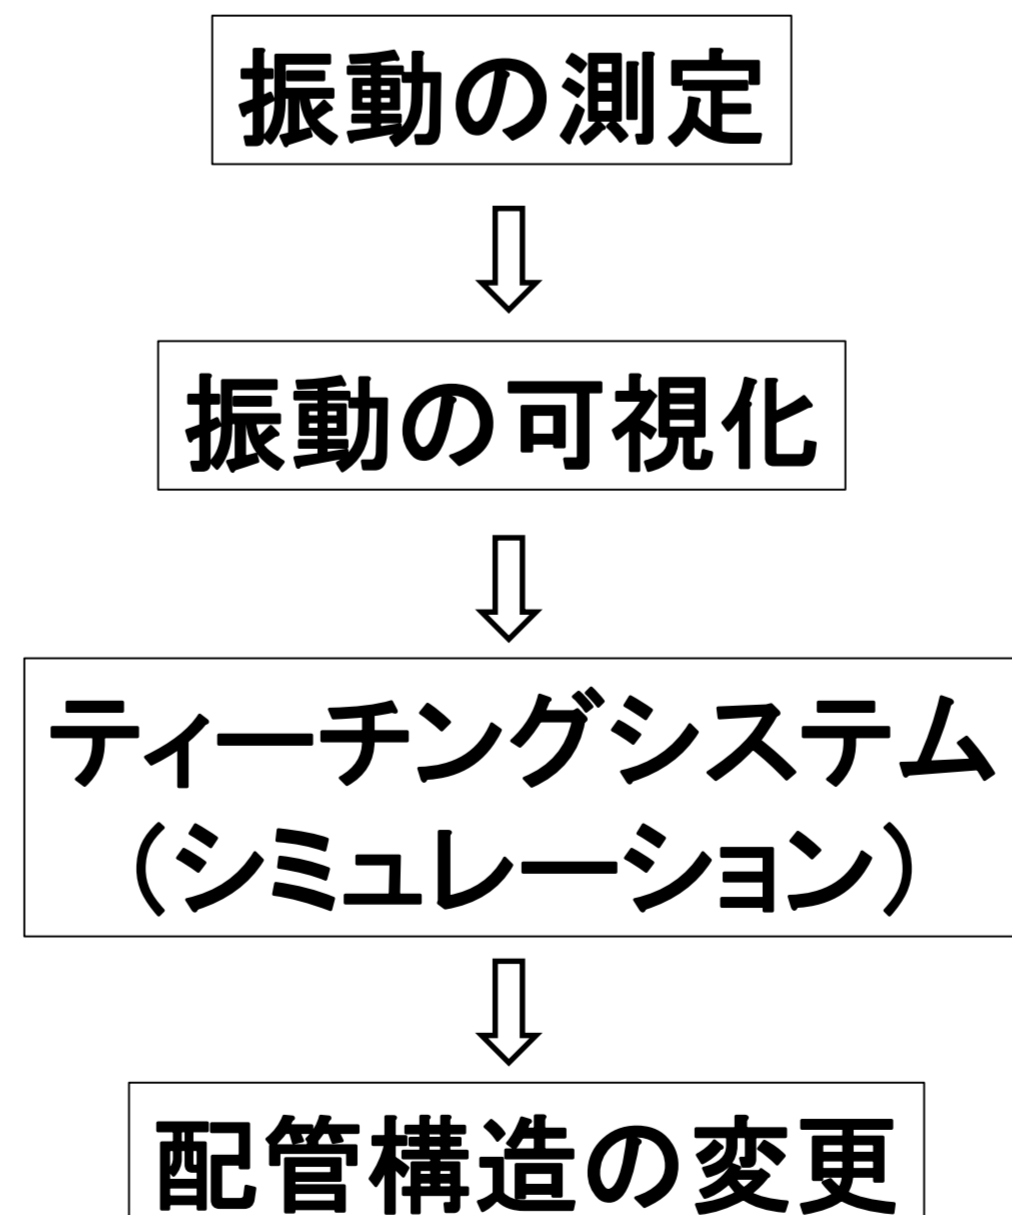 振動の測定
振動の可視化
ティーチングシステム
（シミュレーション）
配管構造の変更